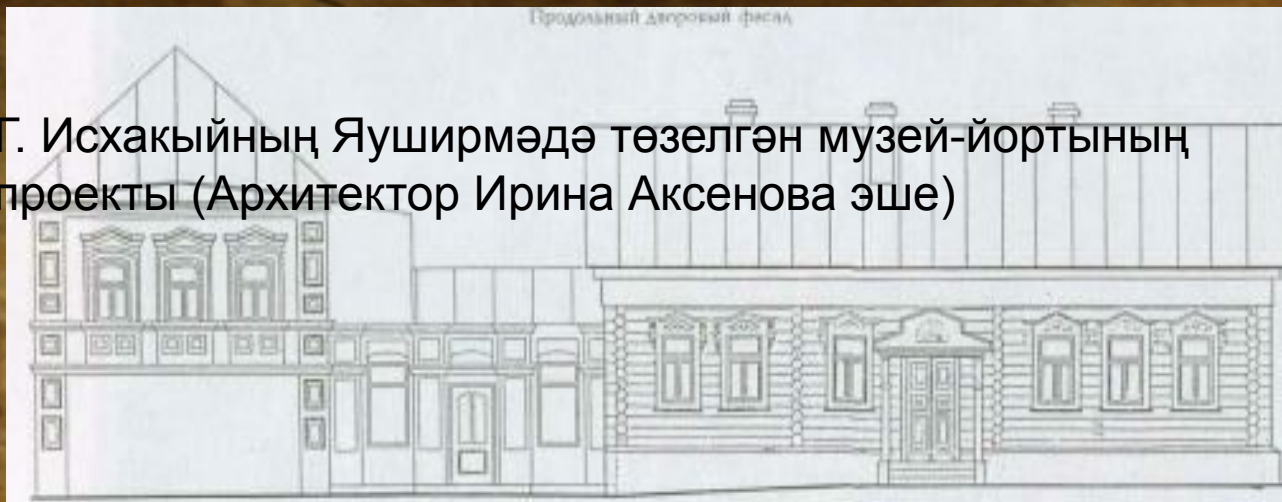 Продольный дворовый фасад
Г. Исхакыйның Яуширмәдә төзелгән музей-йортының
проекты (Архитектор Ирина Аксенова эше)